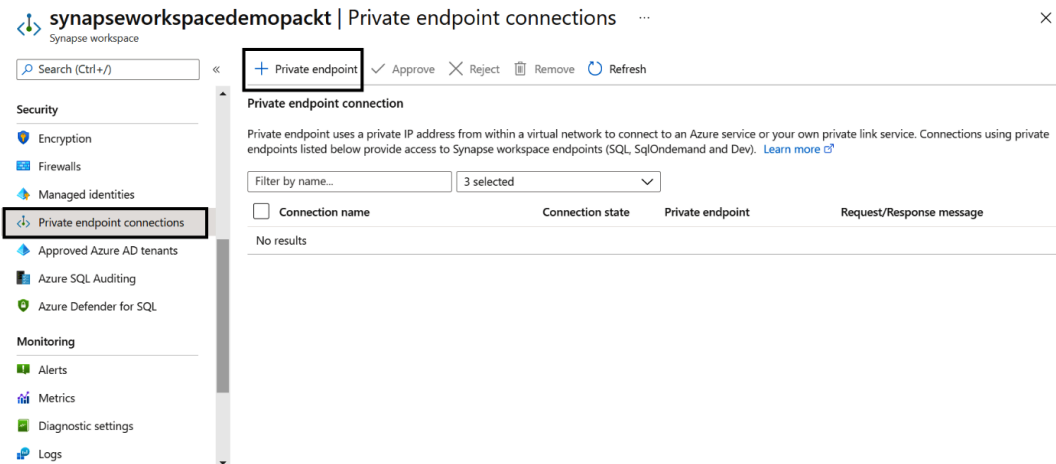 synapseworkspacedemopackt | Private endpoint connections ...
Synapse workspace
Search (Ctrl+/)
«
Security
Encryption
Firewalls
Managed identities
Private endpoint connections
Approved Azure AD tenants
Azure SQL Auditing
Azure Defender for SQL
Monitoring
Alerts
Metrics
Diagnostic settings
Logs
+ Private endpoint
Approve
Reject
Remove
Refresh
Private endpoint connection
Private endpoint uses a private IP address from within a virtual network to connect to an Azure service or your own private link service. Connections using private
endpoints listed below provide access to Synapse workspace endpoints (SQL, SqlOndemand and Dev). Learn more
Filter by name...
3 selected
Connection name Connection state Private endpoint Request/Response message
No results